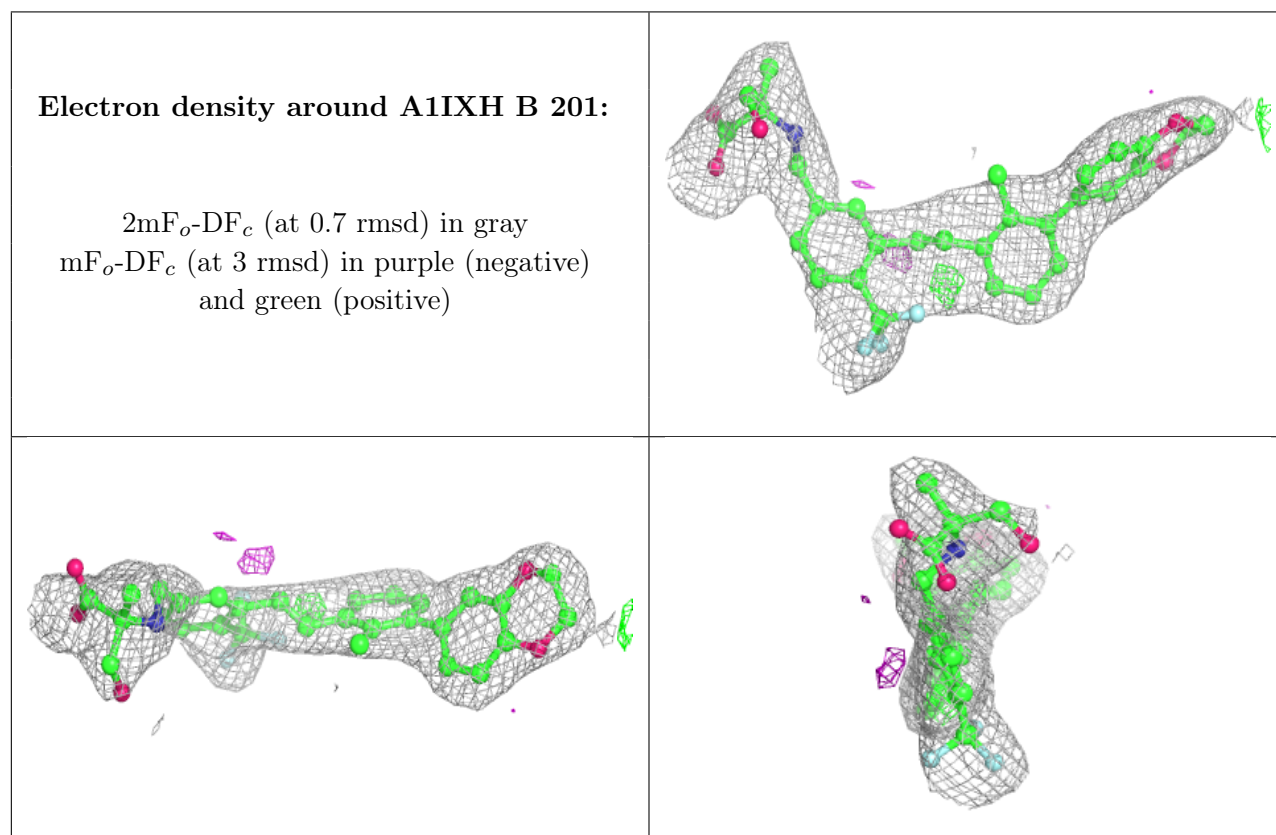 Electron density around A1IXH B 201:
2mFₒ-DF𝒸 (at 0.7 rmsd) in gray
mFₒ-DF𝒸 (at 3 rmsd) in purple (negative)
and green (positive)